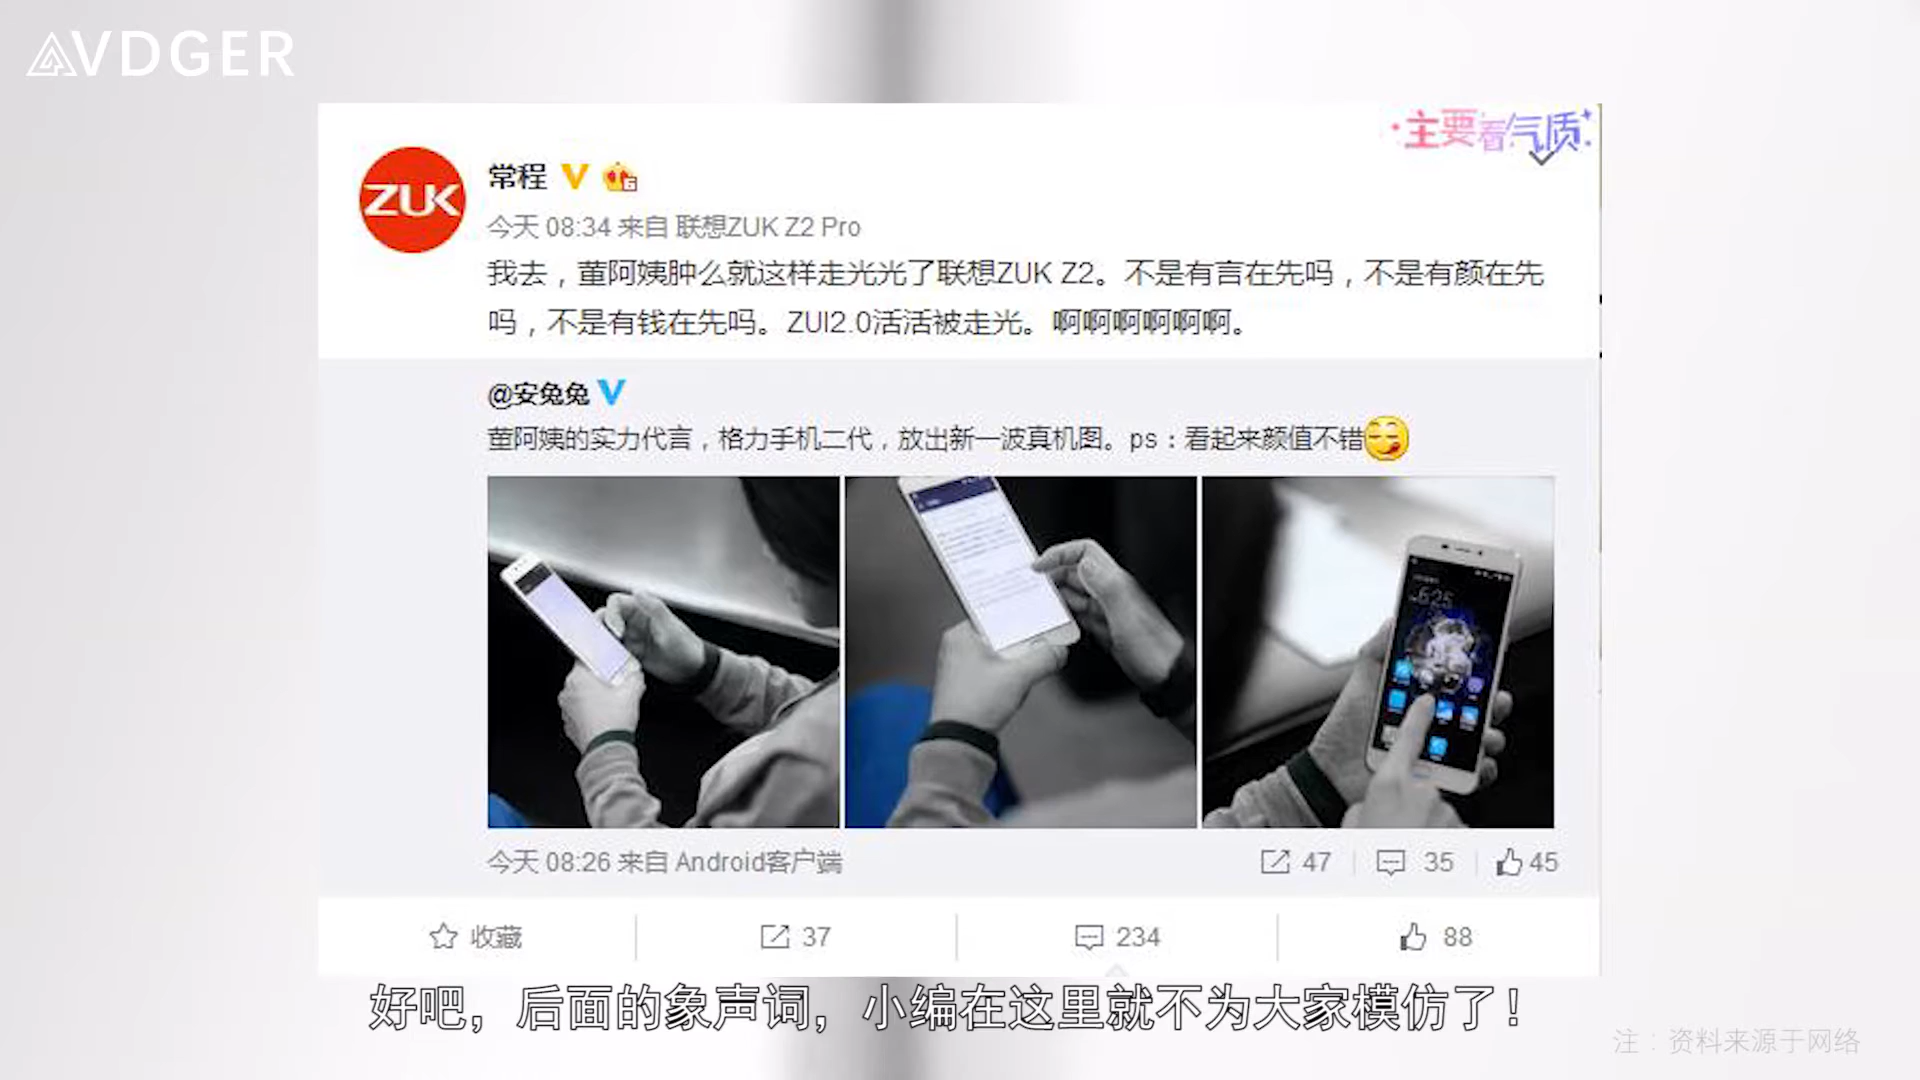 AVDGER
主要看气质
ZUK
常程
今天 08:34 来自 联想ZUK Z2 Pro
我去，董阿姨肿么就这样走光光了联想ZUK Z2。不是有言在先吗，不是有颜在先
吗，不是有钱在先吗。ZUI2.0活活被走光。啊啊啊啊啊啊。
@安兔兔
董阿姨的实力代言，格力手机二代，放出新一波真机图。ps：看起来颜值不错
今天 08:26 来自 Android客户端
47
35
45
收藏
37
234
88
好吧，后面的象声词，小编在这里就不为大家模仿了！
注：资料来源于网络